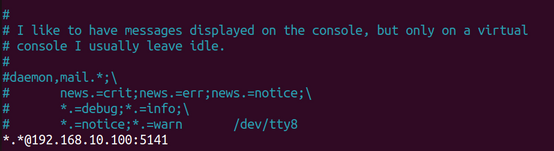 #
# I like to have messages displayed on the console, but only on a virtual
# console I usually leave idle.
#
#daemon,mail.*;\
#       news.=crit;news.=err;news.=notice;\
#       *.=debug;*.=info;\
#       *.=notice;*.=warn       /dev/tty8
*.*@192.168.10.100:5141